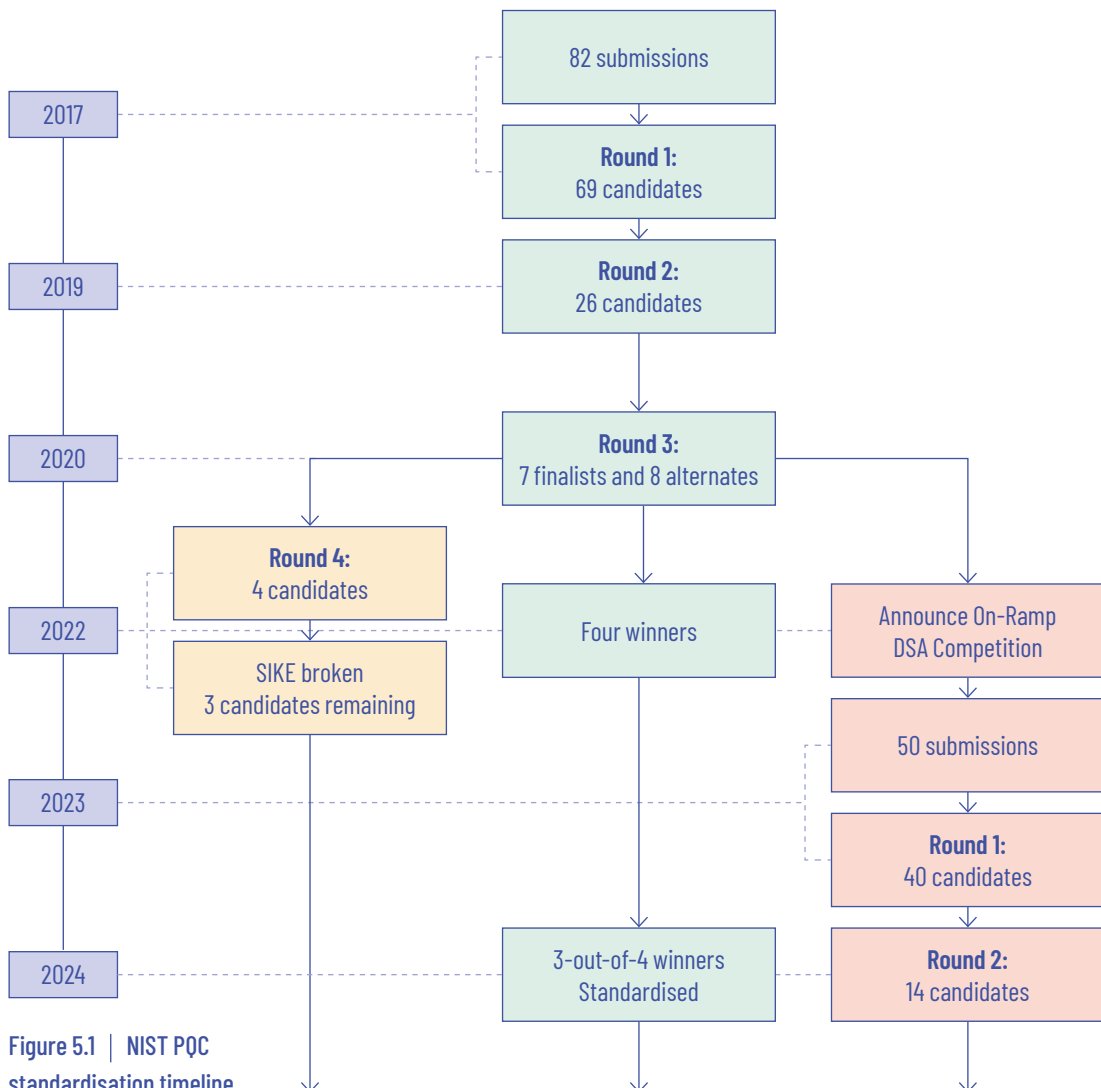 82 submissions
2017
Round 1:
69 candidates
2019
Round 2:
26 candidates
2020
Round 3:
7 finalists and 8 alternates
Round 4:
4 candidates
2022
Four winners
Announce On-Ramp
DSA Competition
SIKE broken
3 candidates remaining
50 submissions
2023
Round 1:
40 candidates
2024
3-out-of-4 winners
Standardised
Round 2:
14 candidates
Figure 5.1 | NIST PQC
standardisation timeline